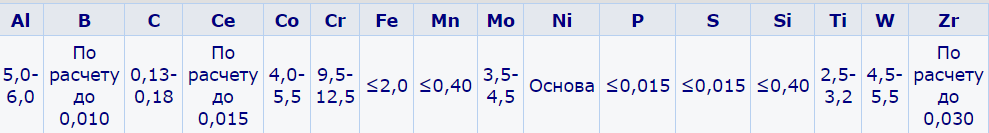 Al B C Ce Co Cr Fe Mn Mo Ni P S Si Ti W Zr
5,0-6,0 По расчету до 0,010 0,13-0,18 По расчету до 0,015 4,0-5,5 9,5-12,5 ≤2,0 ≤0,40 3,5-4,5 Основа ≤0,015 ≤0,015 ≤0,40 2,5-3,2 4,5-5,5 По расчету до 0,030